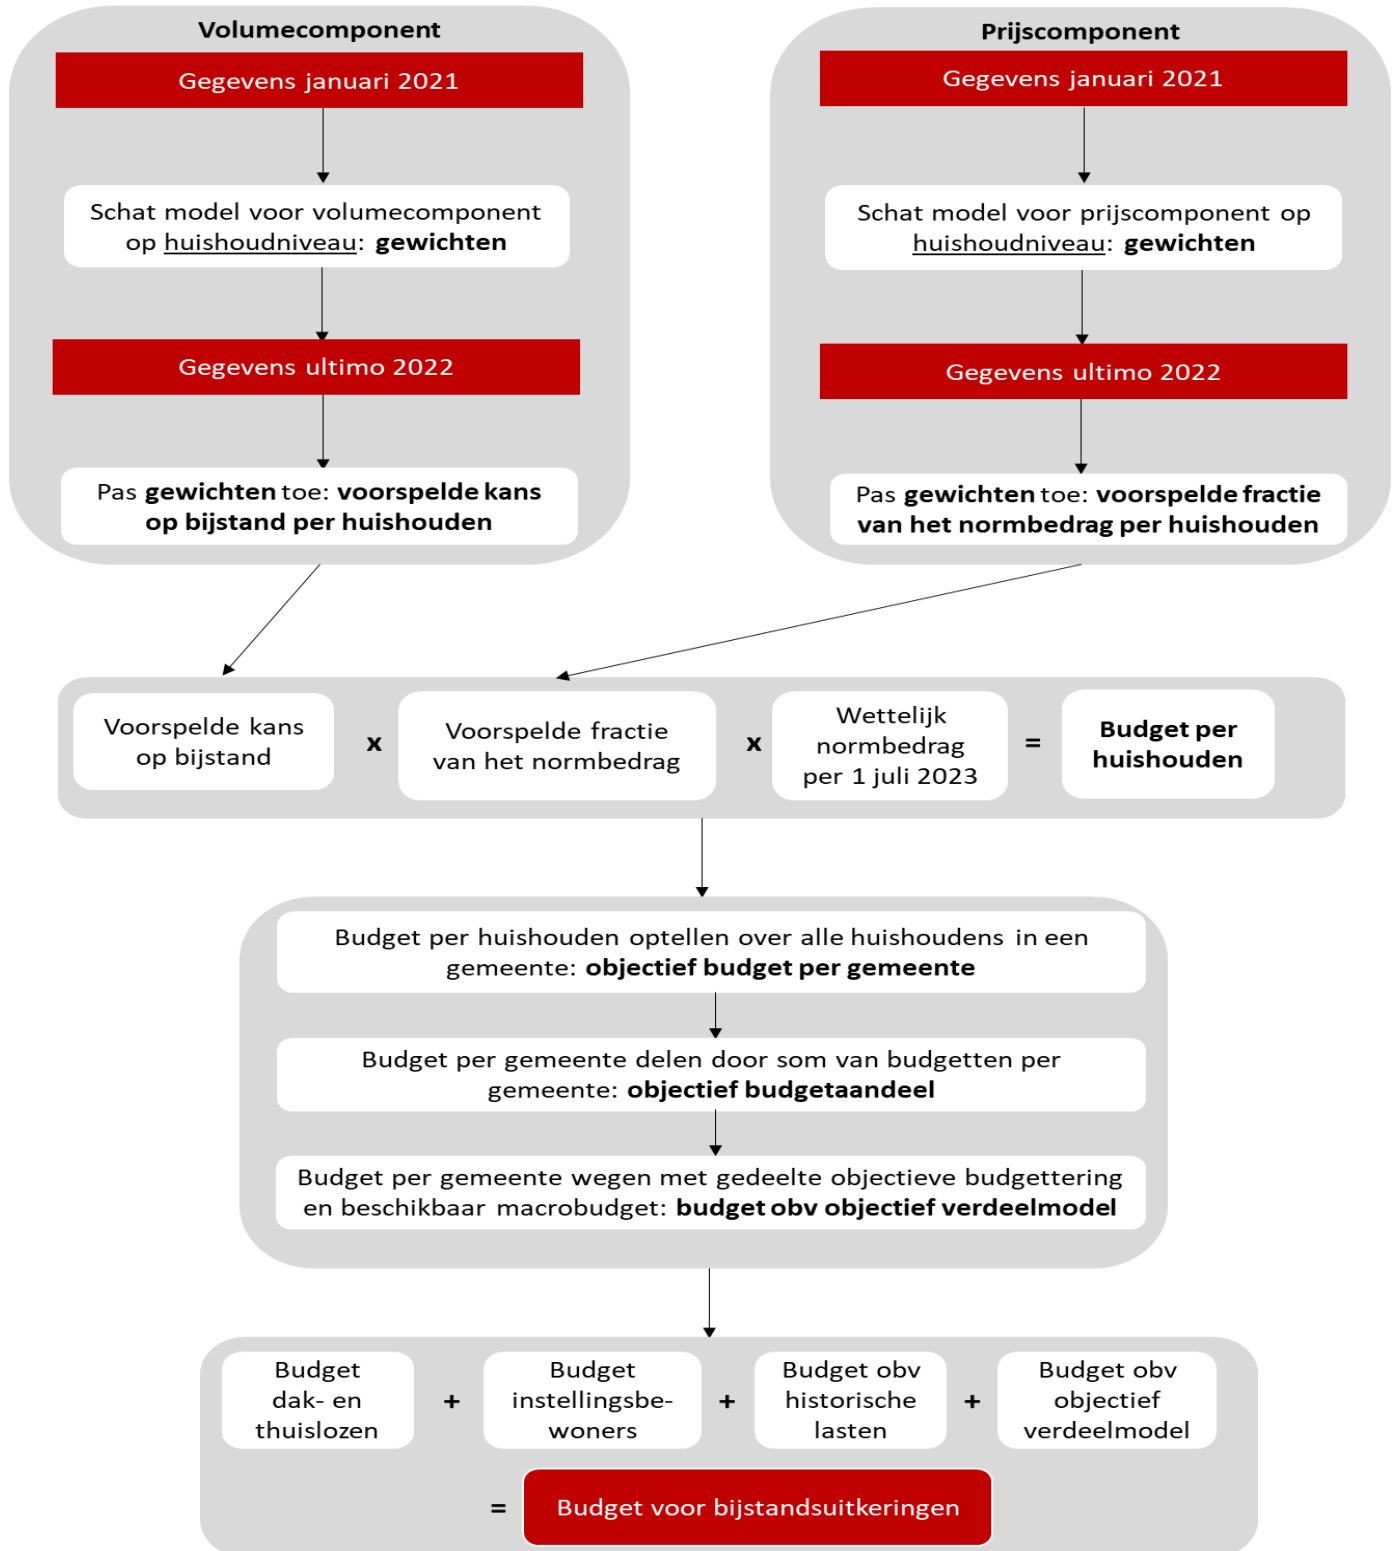 Volumecomponent
Gegevens januari 2021
Schat model voor volumecomponent
op huishoudniveau: gewichten
Gegevens ultimo 2022
Pas gewichten toe: voorspelde kans
op bijstand per huishouden
Prijscomponent
Gegevens januari 2021
Schat model voor prijscomponent op
huishoudniveau: gewichten
Gegevens ultimo 2022
Pas gewichten toe: voorspelde fractie
van het normbedrag per huishouden
Voorspelde kans
op bijstand
x
Voorspelde fractie
van het normbedrag
x
Wettelijk
normbedrag
per 1 juli 2023
=
Budget per
huishouden
Budget per huishouden optellen over alle huishoudens in een
gemeente: objectief budget per gemeente
Budget per gemeente delen door som van budgetten per
gemeente: objectief budgetaandeel
Budget per gemeente wegen met gedeelte objectieve budgettering
en beschikbaar macrobudget: budget obv objectief verdeelmodel
Budget
dak- en
thuislozen
+
Budget
instellingsbe-
woners
+
Budget obv
historische
lasten
+
Budget obv
objectief
verdeelmodel
=
Budget voor bijstandsuitkeringen